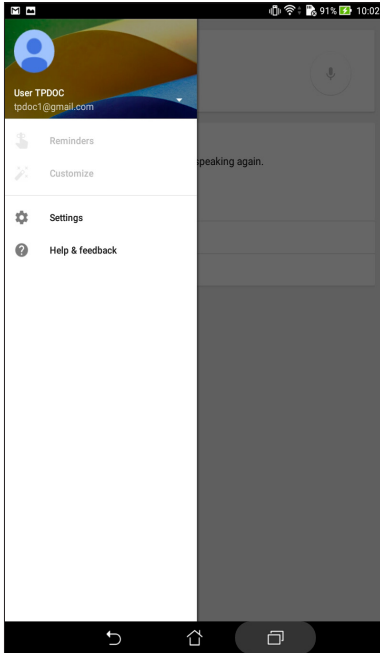 91% 10:02
User TPDOC
tpdoc1@gmail.com
Reminders
speaking again.
Customize
Settings
Help & feedback